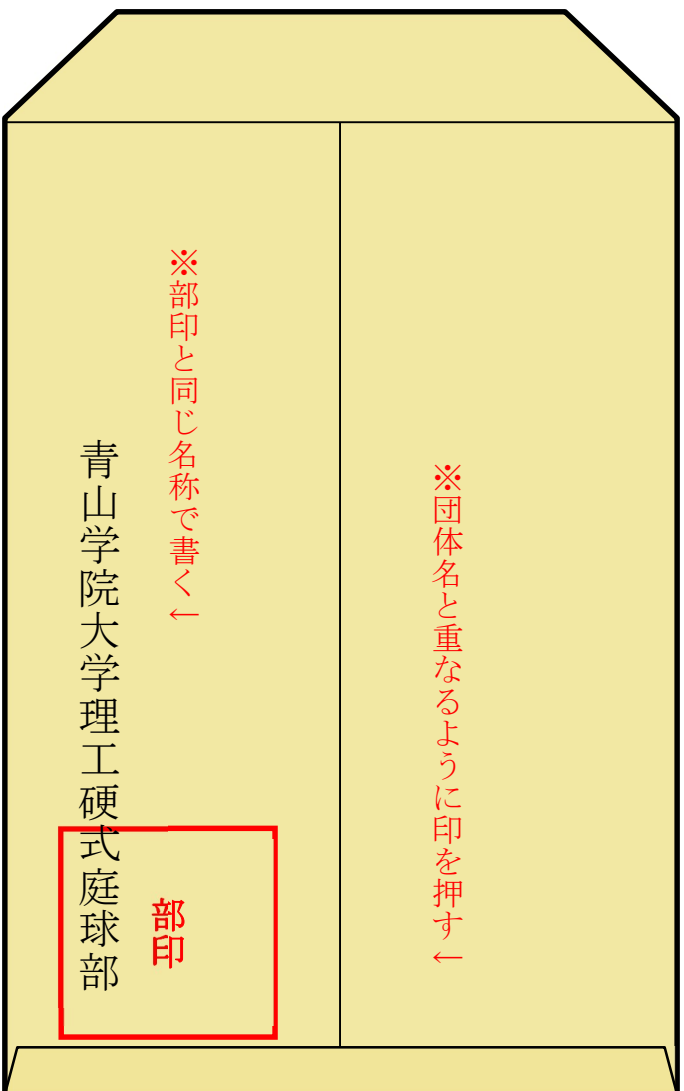 ※団体名と重なるように印を押す←
※部印と同じ名称で書く←
青山学院大学理工硬式庭球部
部印